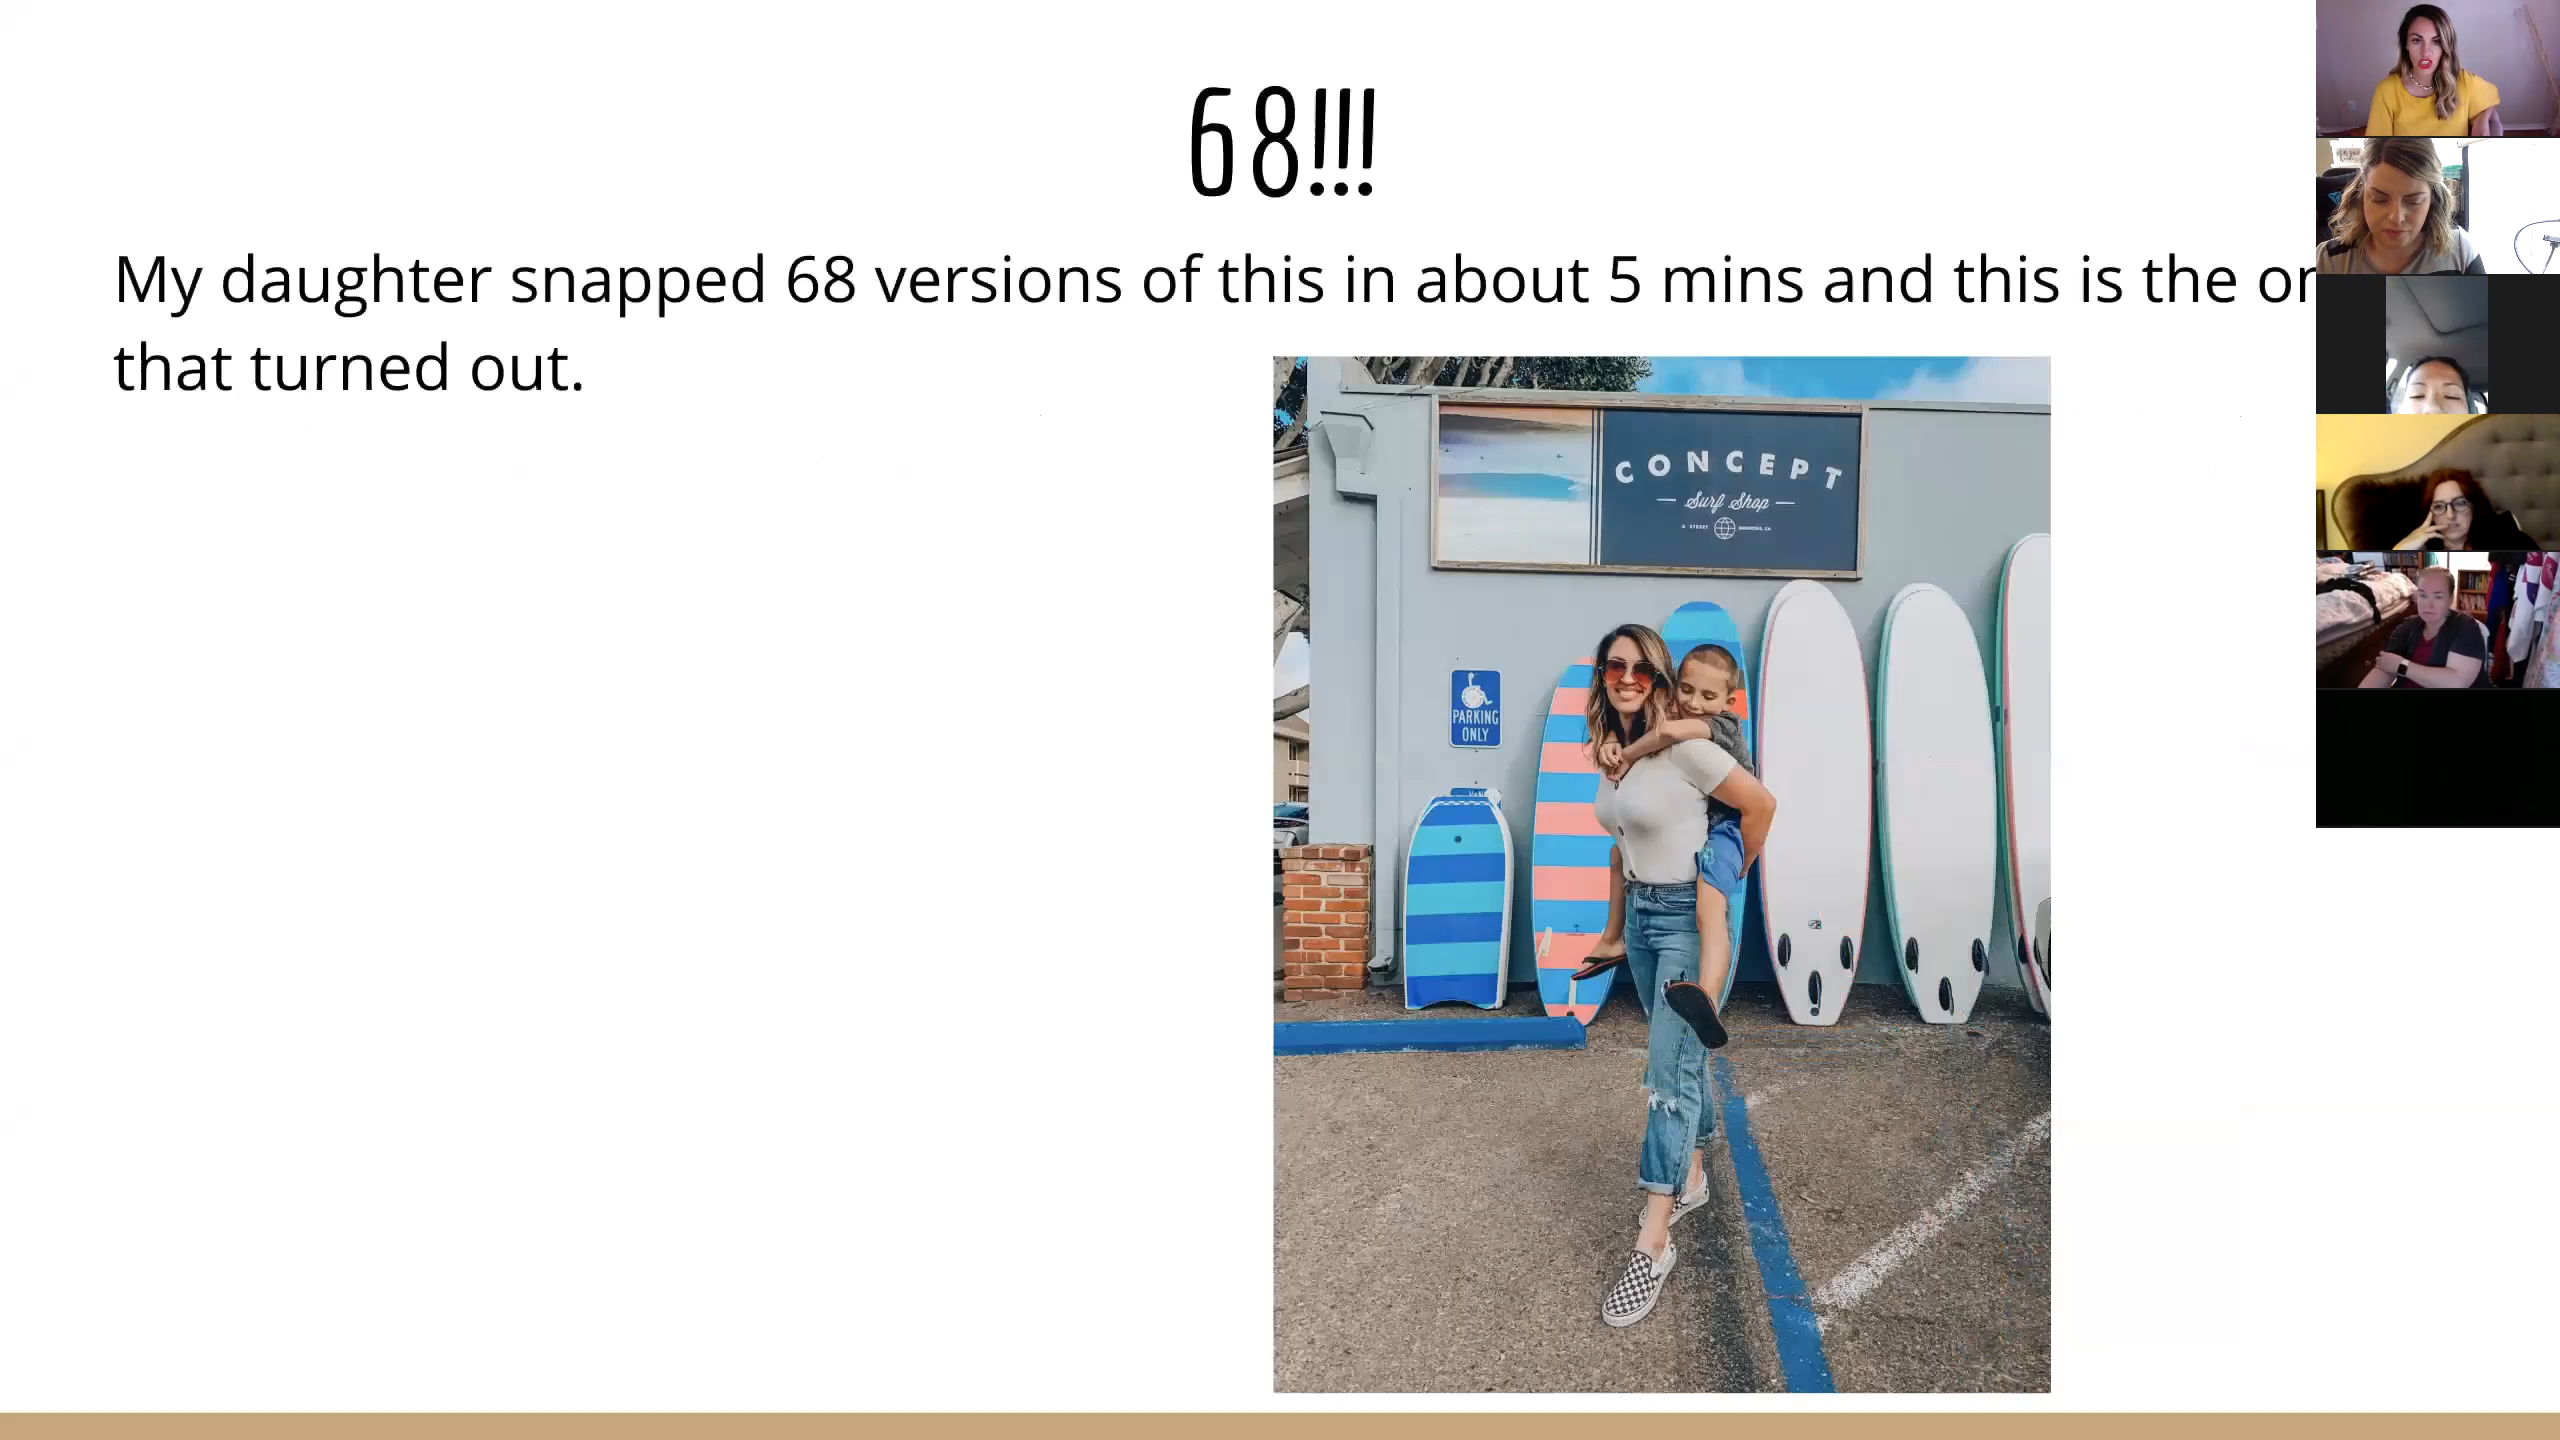 68!!!
My daughter snapped 68 versions of this in about 5 mins and this is the
that turned out.
CONCEPT
Surf Shop
PARKING
ONLY